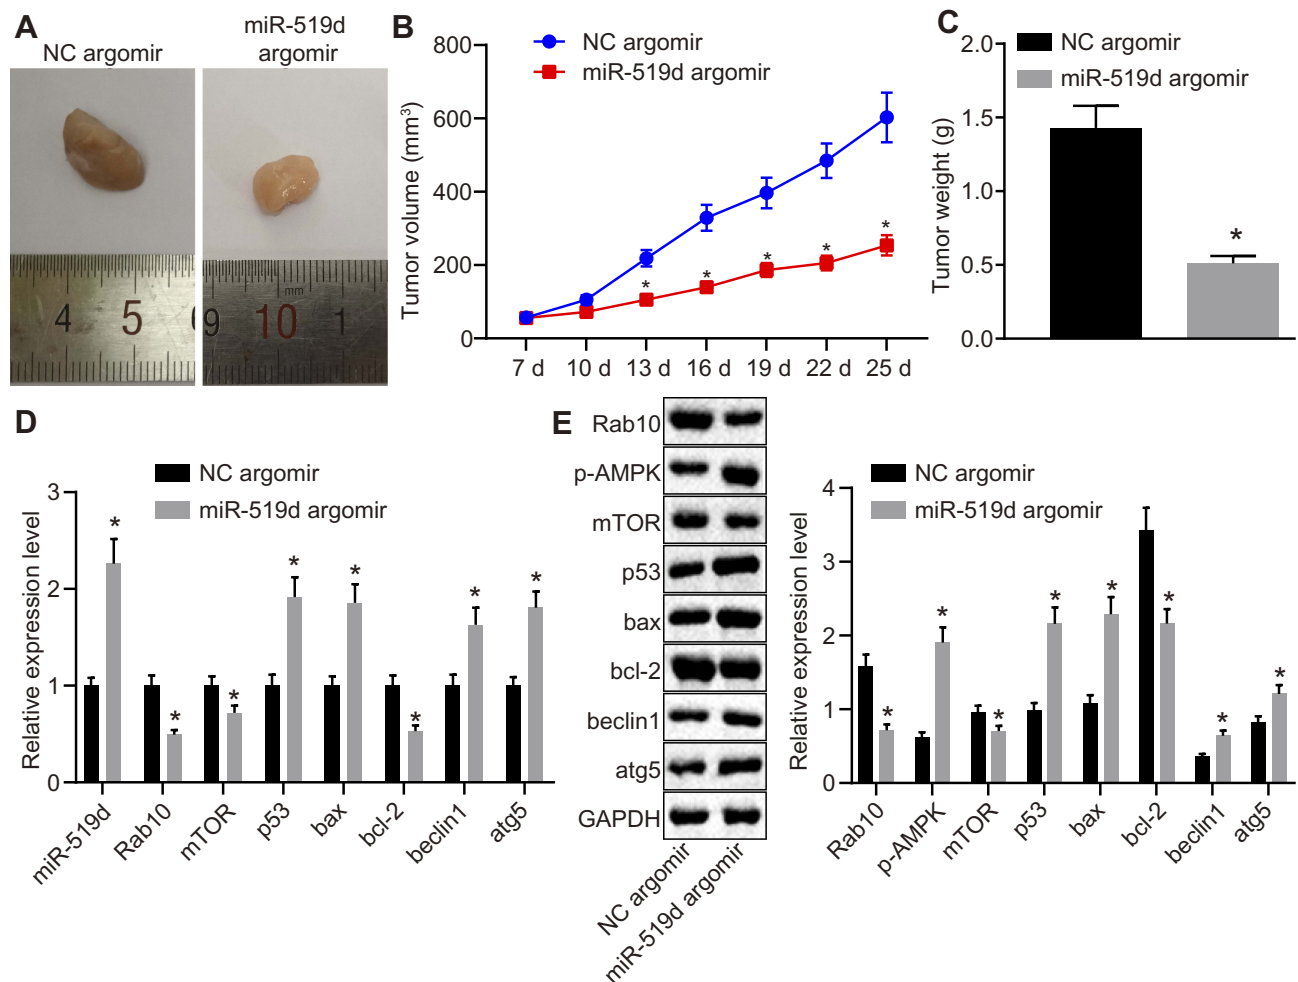 A
NC argomir
miR-519d
argomir
4 5
9 10 1
mm
B
NC argomir
miR-519d argomir
Tumor volume (mm³)
800
600
400
200
0
*
*
*
*
*
7 d 10 d 13 d 16 d 19 d 22 d 25 d
C
NC argomir
miR-519d argomir
Tumor weight (g)
2.0
1.5
1.0
0.5
0.0
*
D
NC argomir
miR-519d argomir
Relative expression level
3
2
1
0
* * * * * * * *
miR-519d Rab10 mTOR p53 bax bcl-2 beclin1 atg5
E
Rab10
p-AMPK
mTOR
p53
bax
bcl-2
beclin1
atg5
GAPDH
NC argomir
miR-519d argomir
NC argomir
miR-519d argomir
Relative expression level
4
3
2
1
0
* * * * * * * *
Rab10 p-AMPK mTOR p53 bax bcl-2 beclin1 atg5